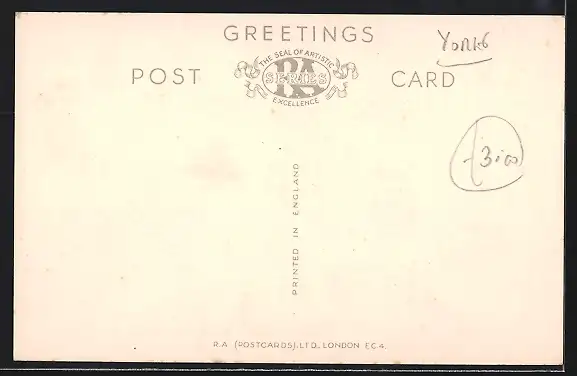 GREETINGS
Yorks
POST CARD
THE SEAL OF ARTISTIC
RA
SERIES
EXCELLENCE
£3.00
PRINTED IN ENGLAND
R.A. (POSTCARDS), LTD., LONDON E.C.4.